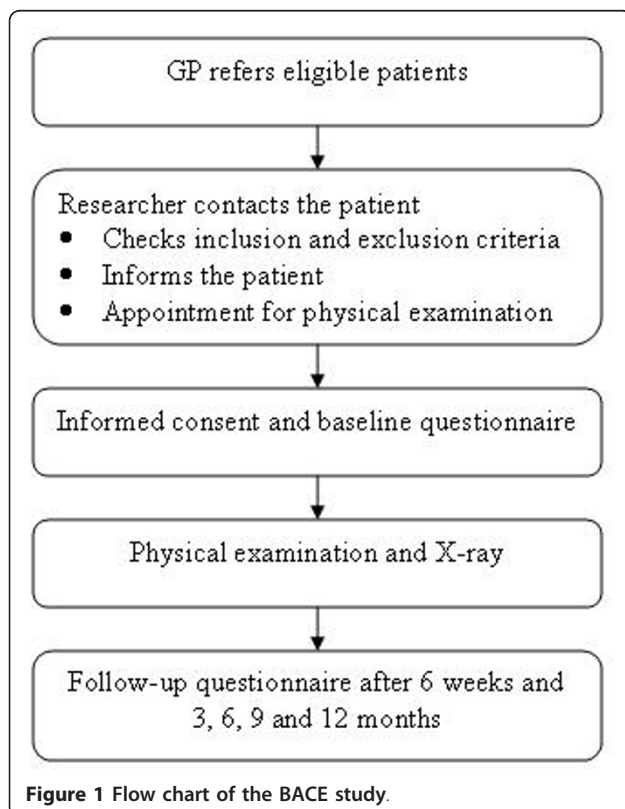 GP refers eligible patients
Researcher contacts the patient
• Checks inclusion and exclusion criteria
• Informs the patient
• Appointment for physical examination
Informed consent and baseline questionnaire
Physical examination and X-ray
Follow-up questionnaire after 6 weeks and
3, 6, 9 and 12 months
Figure 1 Flow chart of the BACE study.